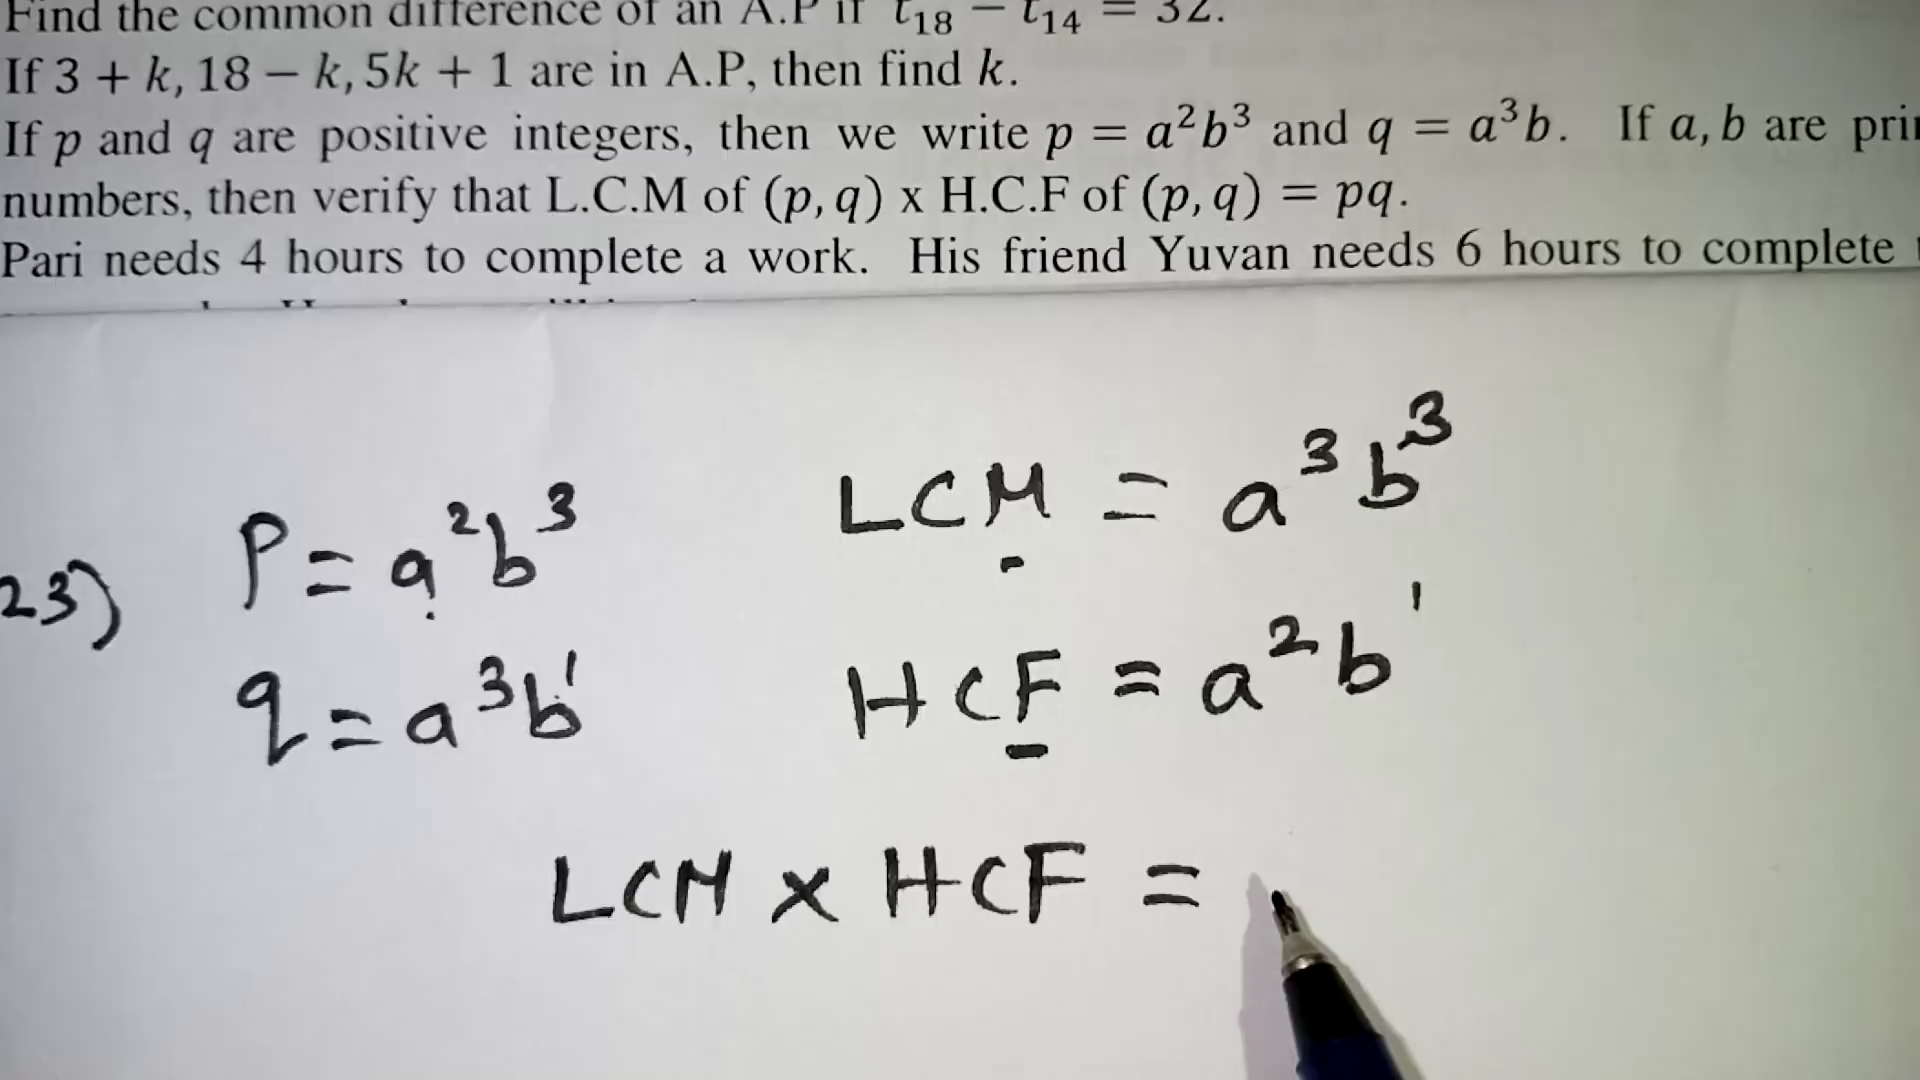 Find the common difference of an A.P if t₁₈ − t₁₄ = 32.
If 3 + k, 18 − k, 5k + 1 are in A.P, then find k.
If p and q are positive integers, then we write p = a²b³ and q = a³b. If a, b are
numbers, then verify that L.C.M of (p, q) x H.C.F of (p, q) = pq.
Pari needs 4 hours to complete a work. His friend Yuvan needs 6 hours to complete
23) P = a²b³
q = a³b¹
LCM = a³b³
HCF = a²b¹
LCM × HCF =